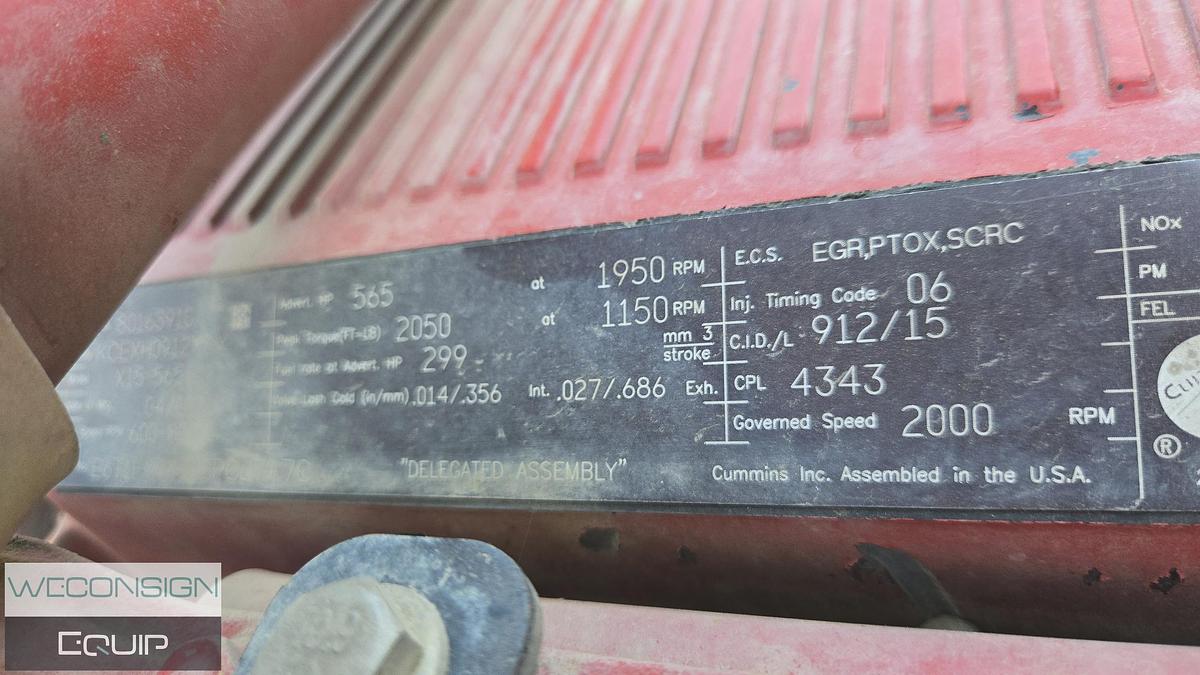 Advert. HP 565 at 1950 RPM
Peak Torque(FT-LB) 2050 at 1150 RPM
Fuel rate at Advert. HP 299 mm 3 stroke
Valve Lash Cold (in/mm) .014/.356 Int. .027/.686 Exh.
"DELEGATED ASSEMBLY"
E.C.S. EGR,PTOX,SCRC
Inj. Timing Code 06
C.I.D./L 912/15
CPL 4343
Governed Speed 2000 RPM
Cummins Inc. Assembled in the U.S.A.
NOx
PM
FEL
®
WECONSIGN
EQUIP